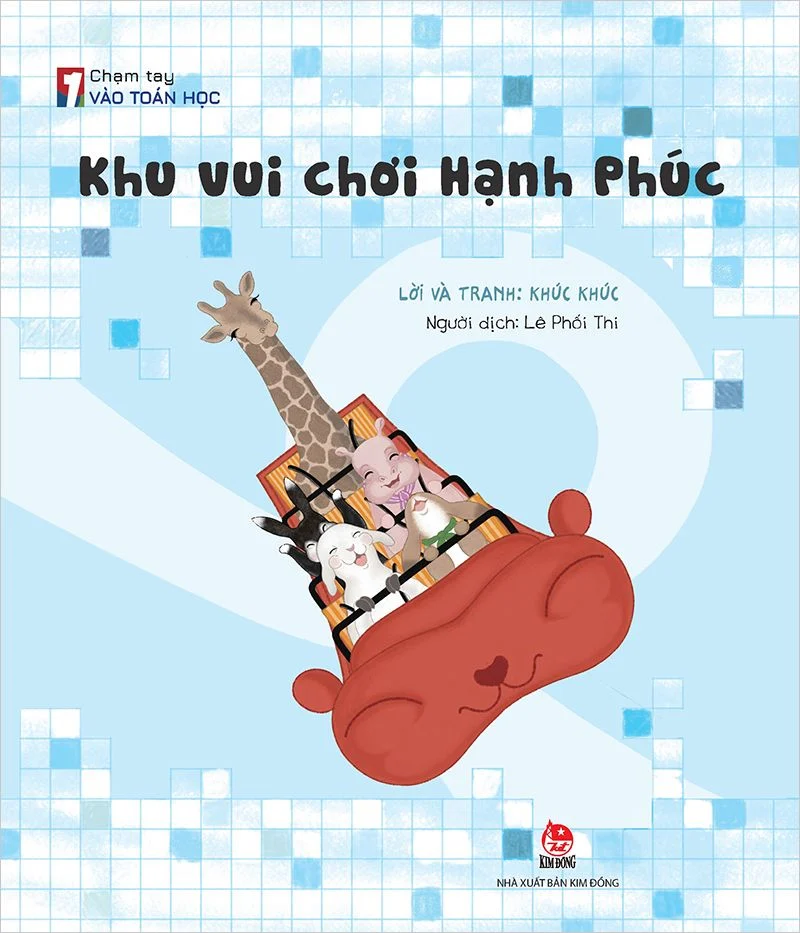 Chạm tay
VÀO TOÁN HỌC
Khu vui chơi Hạnh Phúc
LỜI VÀ TRANH: KHÚC KHÚC
Người dịch: Lê Phối Thi
KIM ĐỒNG
NHÀ XUẤT BẢN KIM ĐỒNG